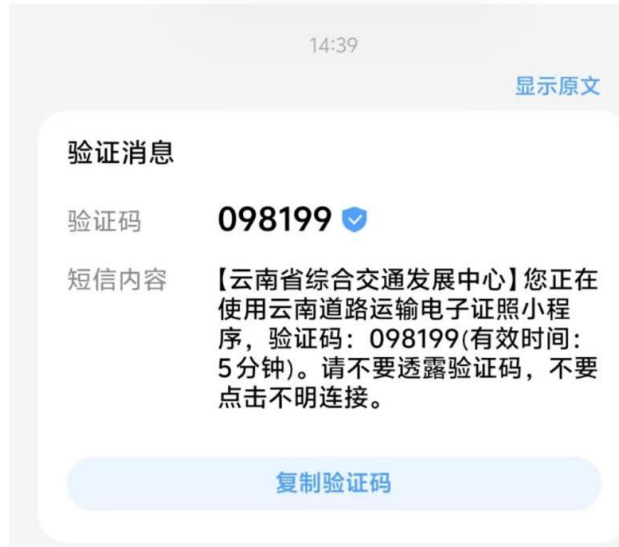 14:39
显示原文
验证消息
验证码 098199
短信内容 【云南省综合交通发展中心】您正在
使用云南道路运输电子证照小程
序，验证码：098199(有效时间：
5分钟)。请不要透露验证码，不要
点击不明连接。
复制验证码